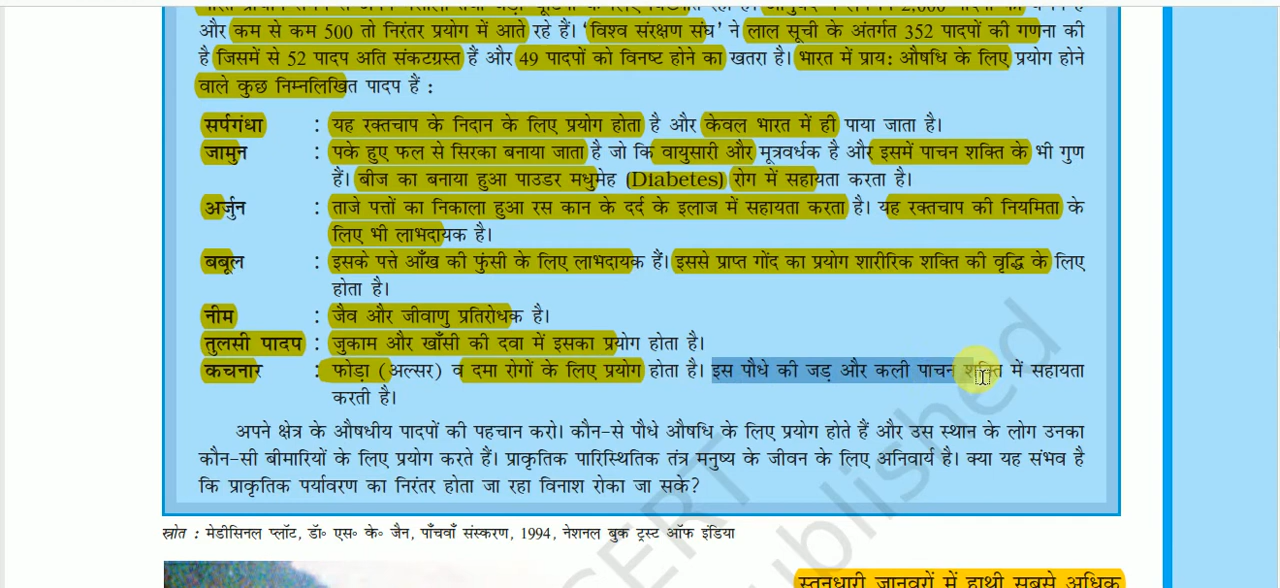 और कम से कम 500 तो निरंतर प्रयोग में आते रहे हैं। ‘विश्व संरक्षण संघ’ ने लाल सूची के अंतर्गत 352 पादपों की गणना की
है जिसमें से 52 पादप अति संकटग्रस्त हैं और 49 पादपों को विनष्ट होने का खतरा है। भारत में प्राय: औषधि के लिए प्रयोग होने
वाले कुछ निम्नलिखित पादप हैं :
सर्पगंधा : यह रक्तचाप के निदान के लिए प्रयोग होता है और केवल भारत में ही पाया जाता है।
जामुन : पके हुए फल से सिरका बनाया जाता है जो कि वायुसारी और मूत्रवर्धक है और इसमें पाचन शक्ति के भी गुण
हैं। बीज का बनाया हुआ पाउडर मधुमेह (Diabetes) रोग में सहायता करता है।
अर्जुन : ताजे पत्तों का निकाला हुआ रस कान के दर्द के इलाज में सहायता करता है। यह रक्तचाप की नियमिता के
लिए भी लाभदायक है।
बबूल : इसके पत्ते आँख की फुंसी के लिए लाभदायक हैं। इससे प्राप्त गोंद का प्रयोग शारीरिक शक्ति की वृद्धि के लिए
होता है।
नीम : जैव और जीवाणु प्रतिरोधक है।
तुलसी पादप : जुकाम और खाँसी की दवा में इसका प्रयोग होता है।
कचनार : फोड़ा (अल्सर) व दमा रोगों के लिए प्रयोग होता है। इस पौधे की जड़ और कली पाचन शक्ति में सहायता
करती है।
अपने क्षेत्र के औषधीय पादपों की पहचान करो। कौन-से पौधे औषधि के लिए प्रयोग होते हैं और उस स्थान के लोग उनका
कौन-सी बीमारियों के लिए प्रयोग करते हैं। प्राकृतिक पारिस्थितिक तंत्र मनुष्य के जीवन के लिए अनिवार्य है। क्या यह संभव है
कि प्राकृतिक पर्यावरण का निरंतर होता जा रहा विनाश रोका जा सके?
स्रोत : मेडीसिनल प्लाँट, डॉ॰ एस॰ के॰ जैन, पाँचवाँ संस्करण, 1994, नेशनल बुक ट्रस्ट ऑफ इंडिया
स्तनधारी जानवरों में हाथी सबसे अधिक